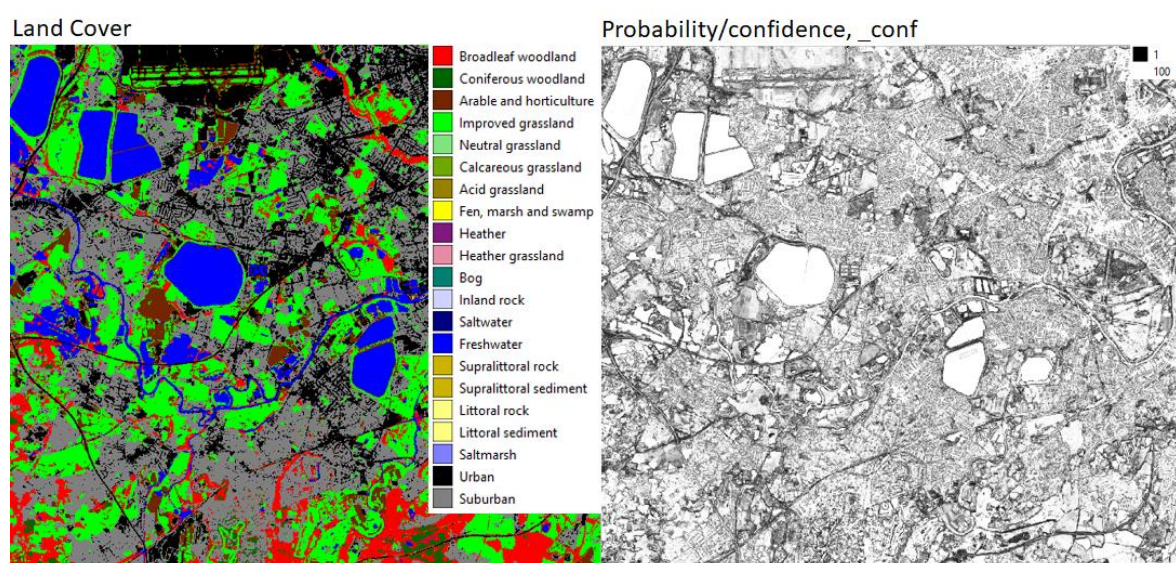 Land Cover
Probability/confidence, _conf
Broadleaf woodland
Coniferous woodland
Arable and horticulture
Improved grassland
Neutral grassland
Calcareous grassland
Acid grassland
Fen, marsh and swamp
Heather
Heather grassland
Bog
Inland rock
Saltwater
Freshwater
Supralittoral rock
Supralittoral sediment
Littoral rock
Littoral sediment
Saltmarsh
Urban
Suburban
1
100